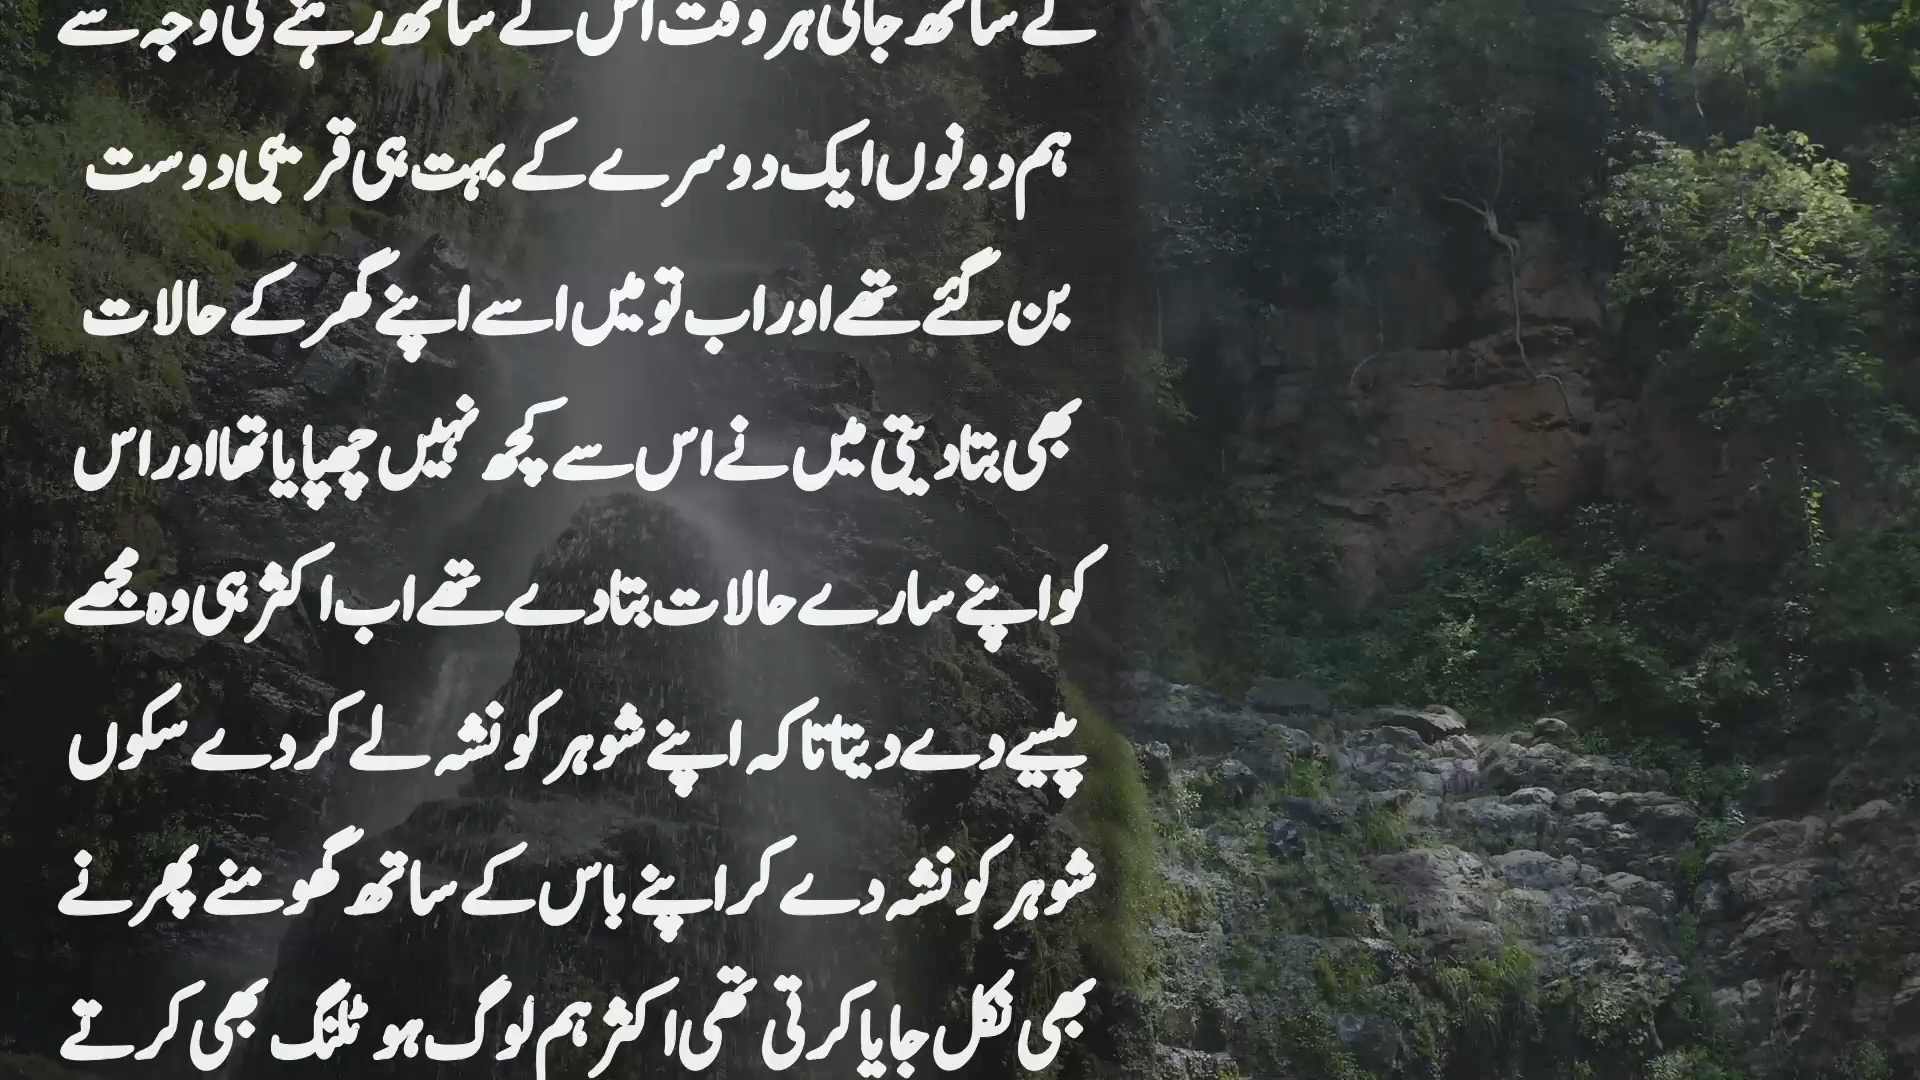 کے ساتھ جاتی ہر وقت اس کے ساتھ رہنے کی وجہ سے
ہم دونوں ایک دوسرے کے بہت ہی قریبی دوست
بن گئے تھے اور اب تو میں اسے اپنے گھر کے حالات
بھی بتا دیتی میں نے اس سے کچھ نہیں چھپایا تھا اور اس
کو اپنے سارے حالات بتا دے تھے اب اکثر ہی وہ مجھے
پیسے دے دیتا تا کہ اپنے شوہر کو نشہ لے کر دے سکوں
شوہر کو نشہ دے کر اپنے باس کے ساتھ گھومنے پھرنے
بھی نکل جایا کرتی تھی اکثر ہم لوگ ہوٹلنگ بھی کرتے